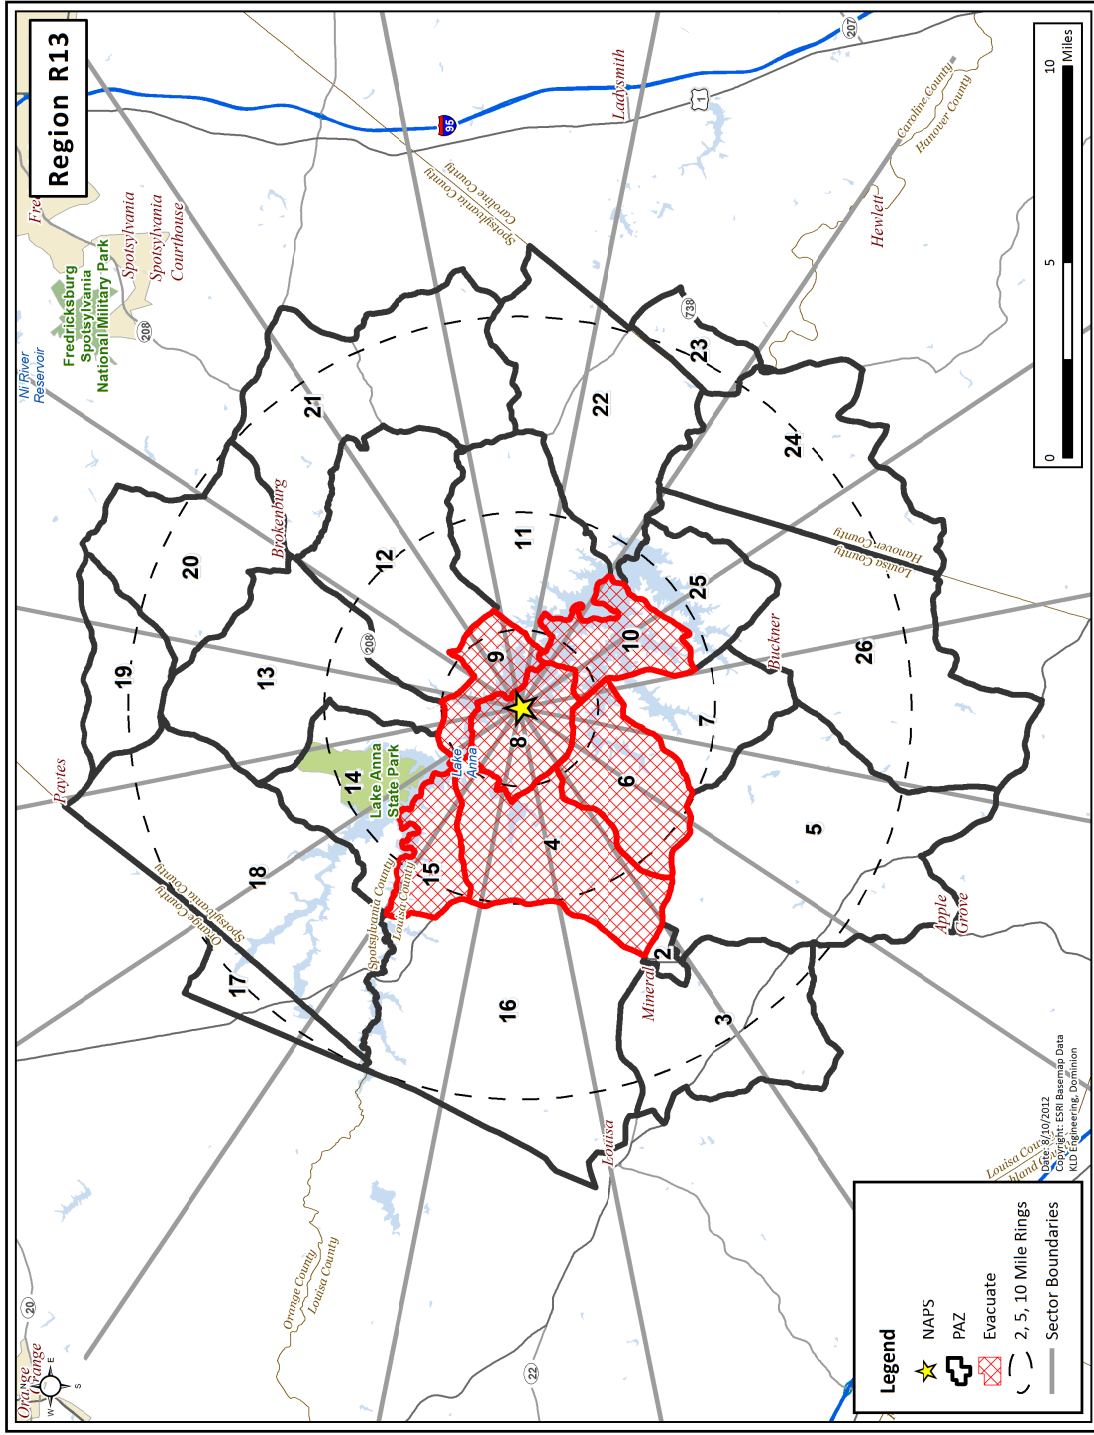 Region R13
Fre
Spotsylvania
Spotsylvania
Courthouse
Fredricksburg
Spotsylvania
National Military Park
Ni River
Reservoir
208
95
1
207
Ladysmith
Caroline County
Spotsylvania County
Caroline County
Hanover County
Hewlett
738
Paytes
Brokenburg
208
Orange County
Spotsylvania County
Spotsylvania County
Louisa County
Lake Anna
State Park
Lake
Anna
Buckner
Louisa County
Hanover County
Mineral
Apple
Grove
Louisa
Orange County
Louisa County
20
Orange
Orange
22
2
3
4
5
6
7
8
9
10
11
12
13
14
15
16
17
18
19
20
21
22
23
24
25
26
N
E
S
W
0
5
10
Miles
Legend
NAPS
PAZ
Evacuate
2, 5, 10 Mile Rings
Sector Boundaries
Date: 8/10/2012
Copyright: ESRI Basemap Data
KLD Engineering, Dominion